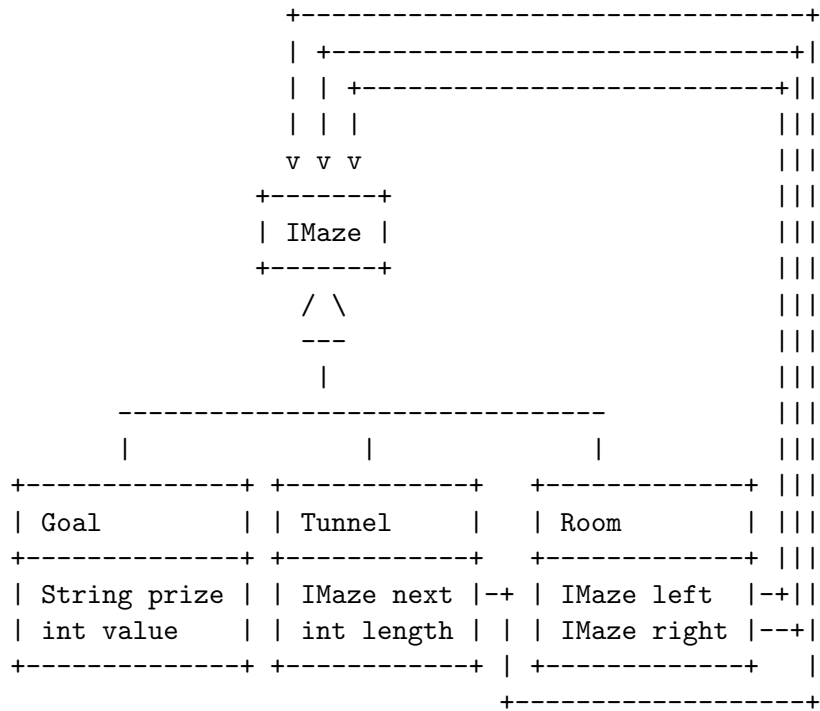 v v v
IMaze
Goal Tunnel Room
String prize IMaze next IMaze left
int value int length IMaze right